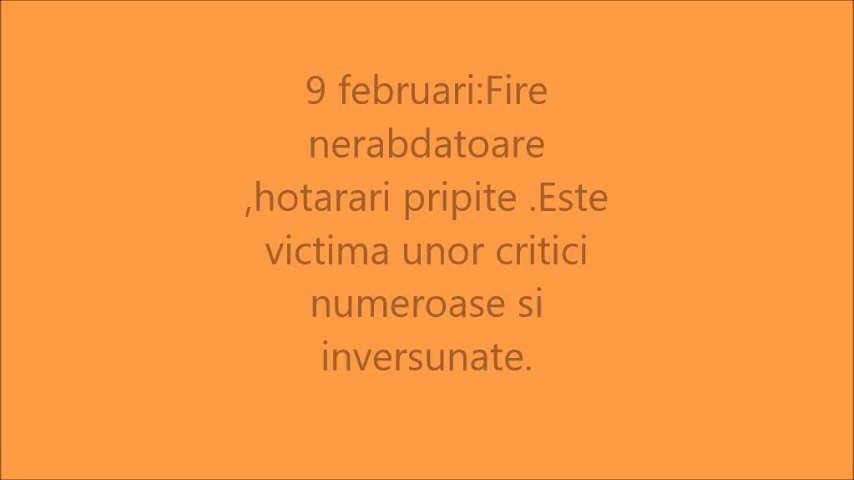 9 februari:Fire
nerabdatoare
,hotarari pripite .Este
victima unor critici
numeroase si
inversunate.